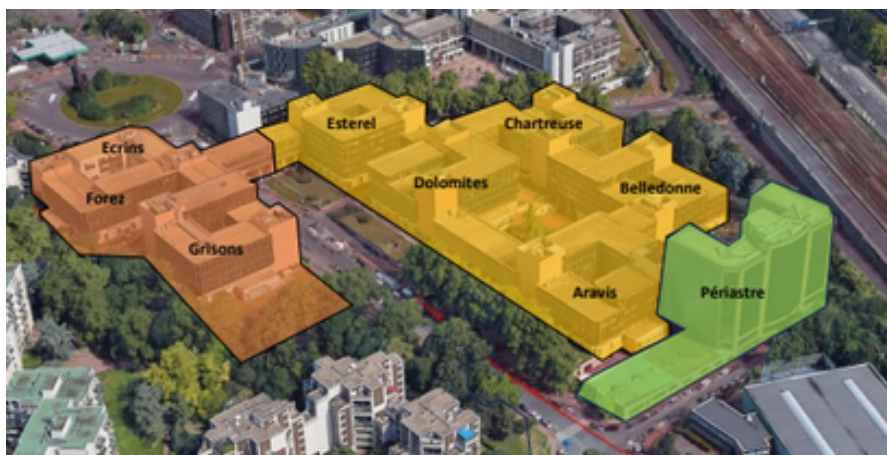 Esterel
Chartreuse
Ecrins
Dolomites
Belledonne
Forez
Grisons
Aravis
Périastre